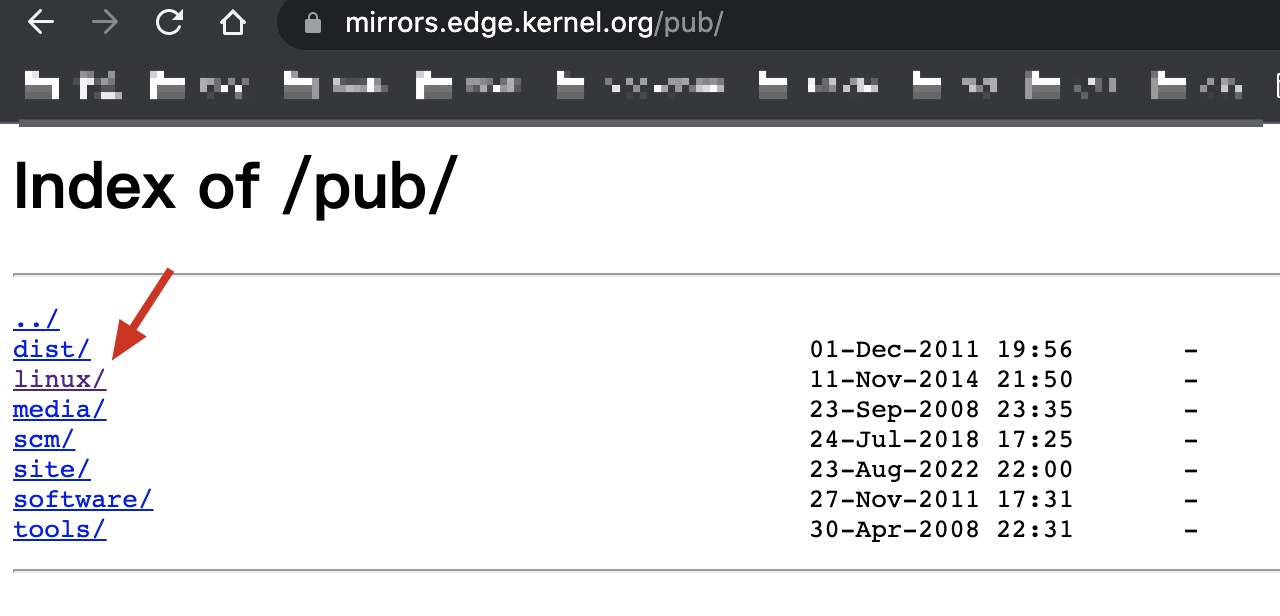 mirrors.edge.kernel.org/pub/
Index of /pub/
../
dist/ 01-Dec-2011 19:56 -
linux/ 11-Nov-2014 21:50 -
media/ 23-Sep-2008 23:35 -
scm/ 24-Jul-2018 17:25 -
site/ 23-Aug-2022 22:00 -
software/ 27-Nov-2011 17:31 -
tools/ 30-Apr-2008 22:31 -